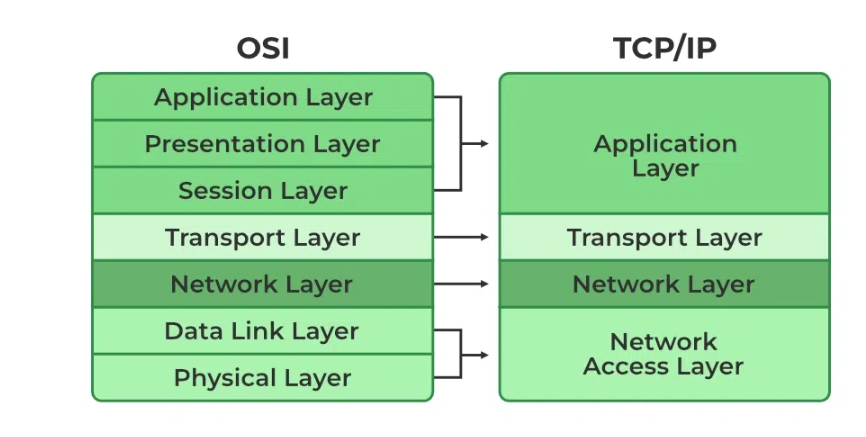 OSI
Application Layer
Presentation Layer
Session Layer
Transport Layer
Network Layer
Data Link Layer
Physical Layer
TCP/IP
Application
Layer
Transport Layer
Network Layer
Network
Access Layer